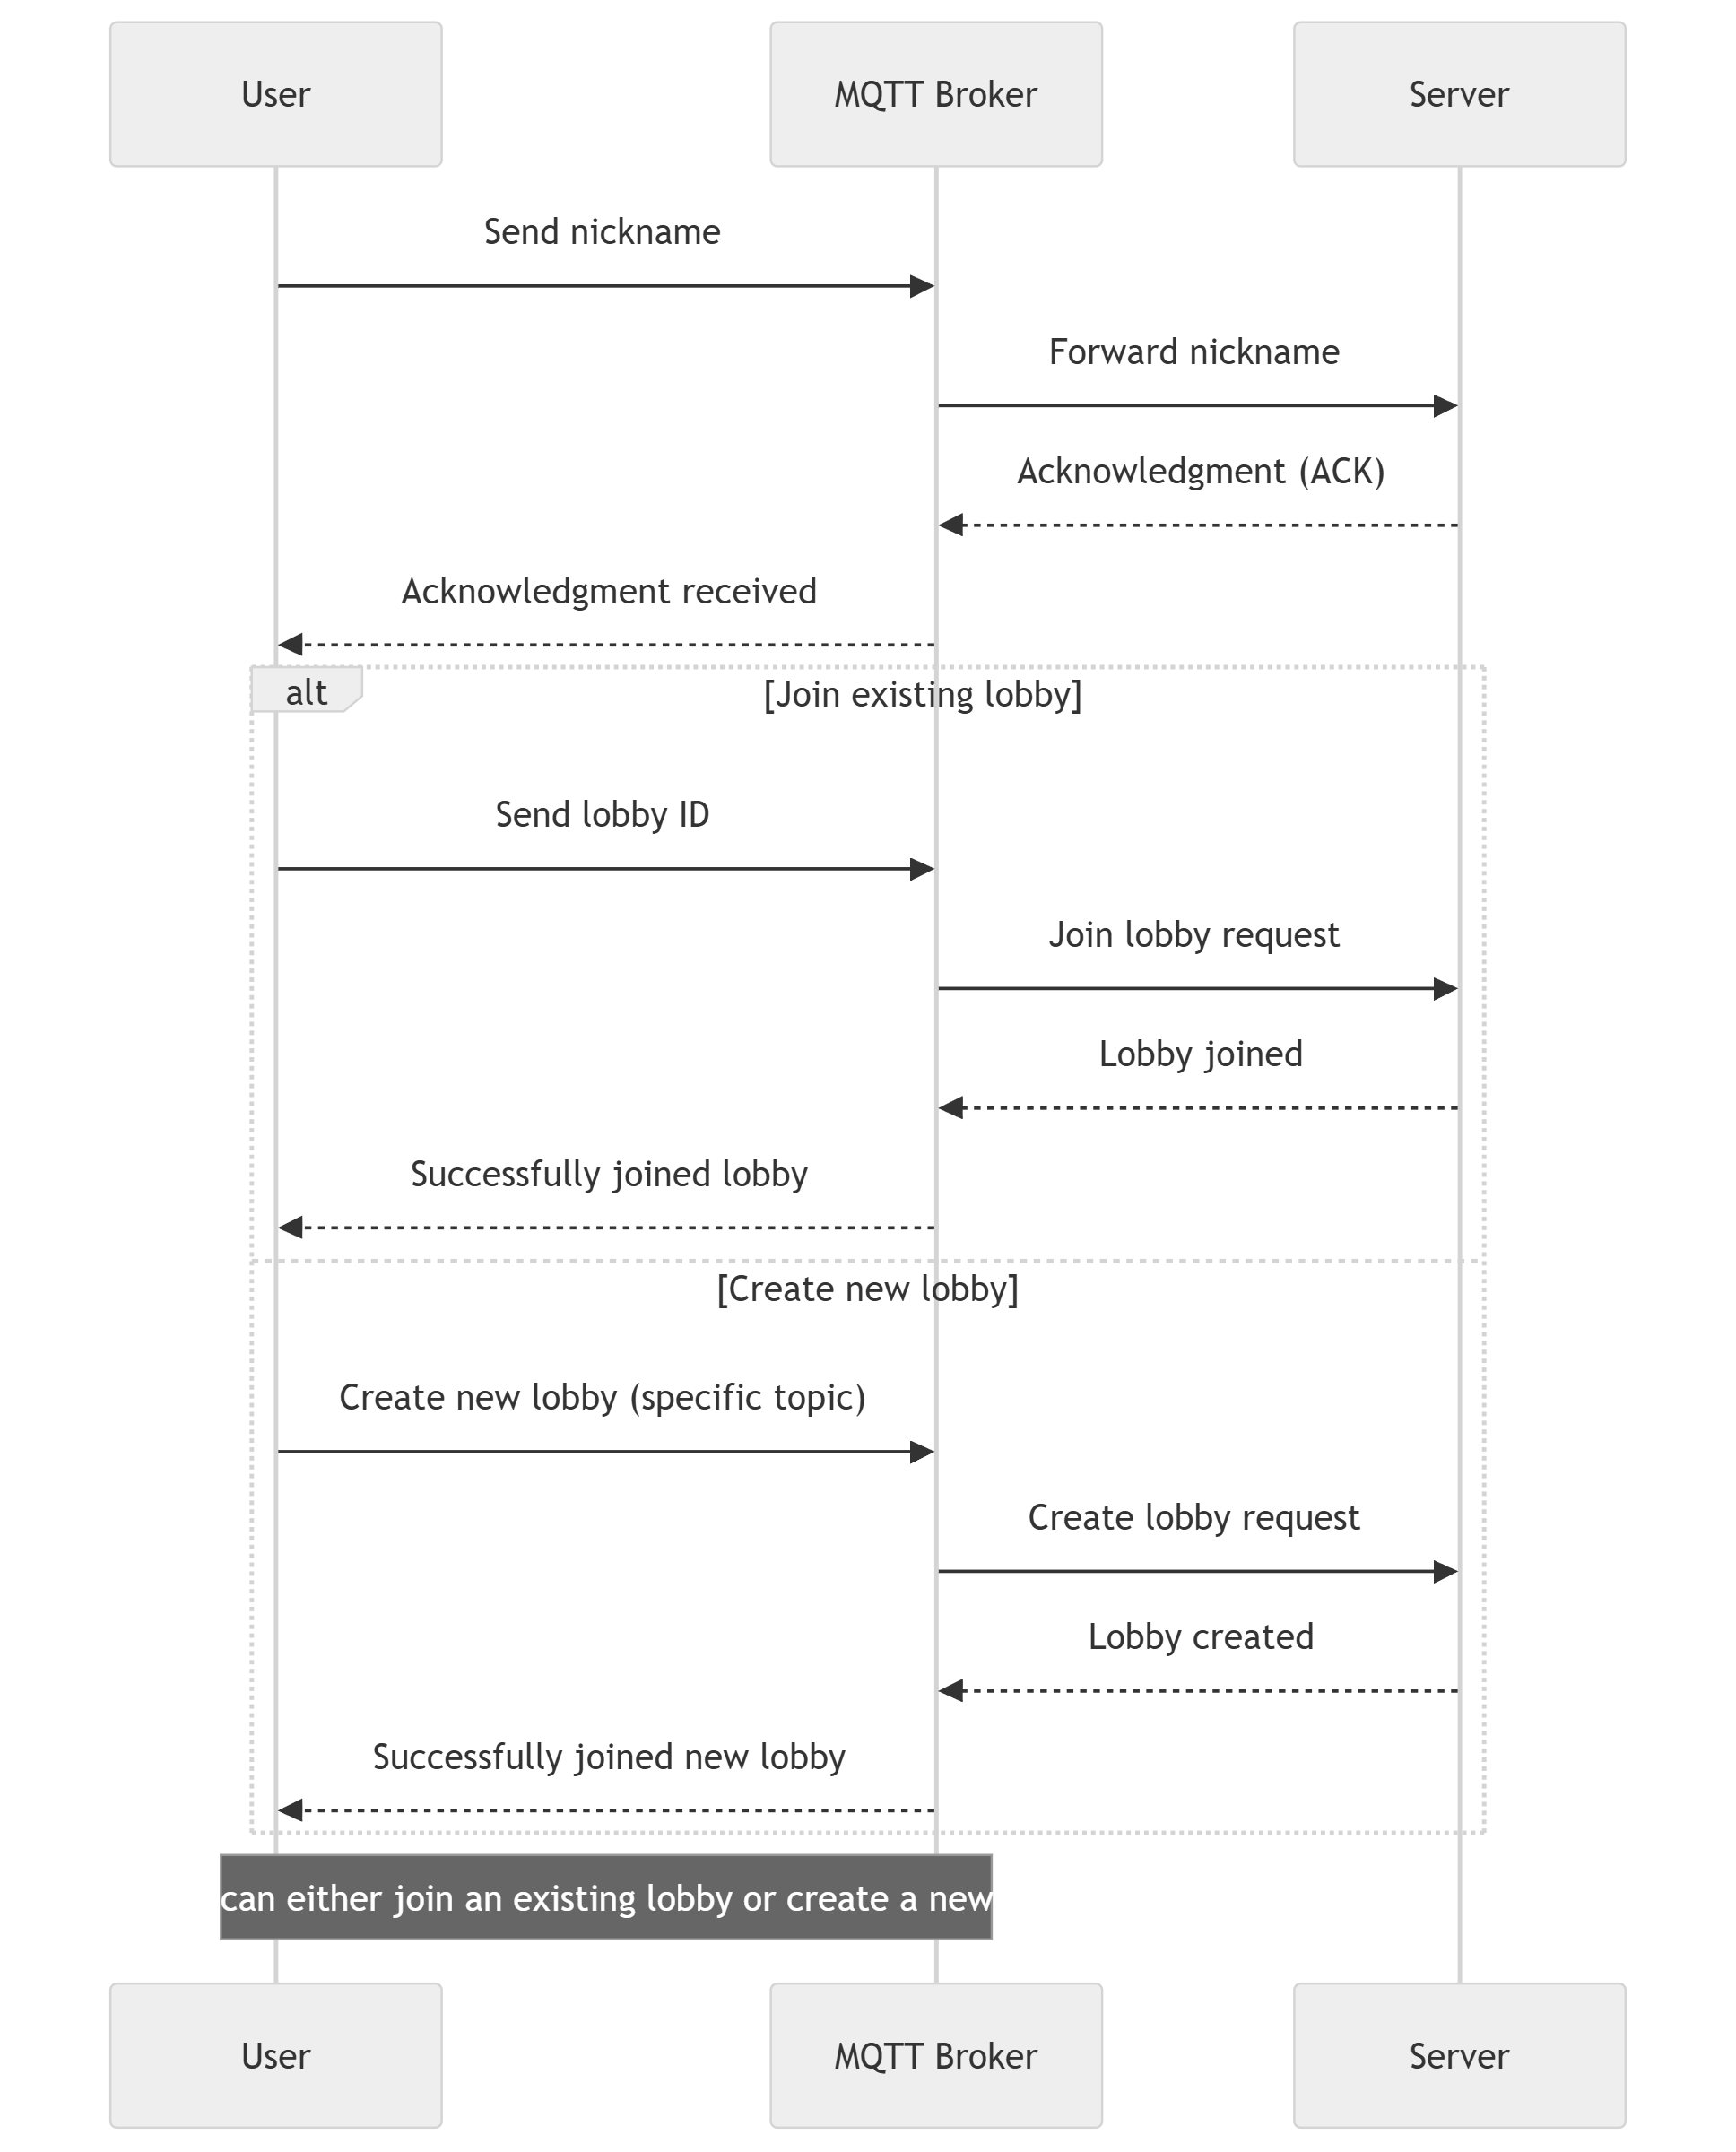 User MQTT Broker Server
Send nickname
Forward nickname
Acknowledgment (ACK)
Acknowledgment received
alt [Join existing lobby]
Send lobby ID
Join lobby request
Lobby joined
Successfully joined lobby
[Create new lobby]
Create new lobby (specific topic)
Create lobby request
Lobby created
Successfully joined new lobby
can either join an existing lobby or create a new
User MQTT Broker Server